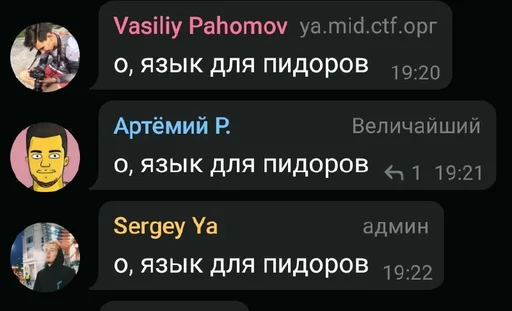 Vasiliy Pahomov ya.mid.ctf.орг
о, язык для пидоров 19:20
Артёмий Р. Величайший
о, язык для пидоров 1 19:21
Sergey Ya админ
о, язык для пидоров 19:22